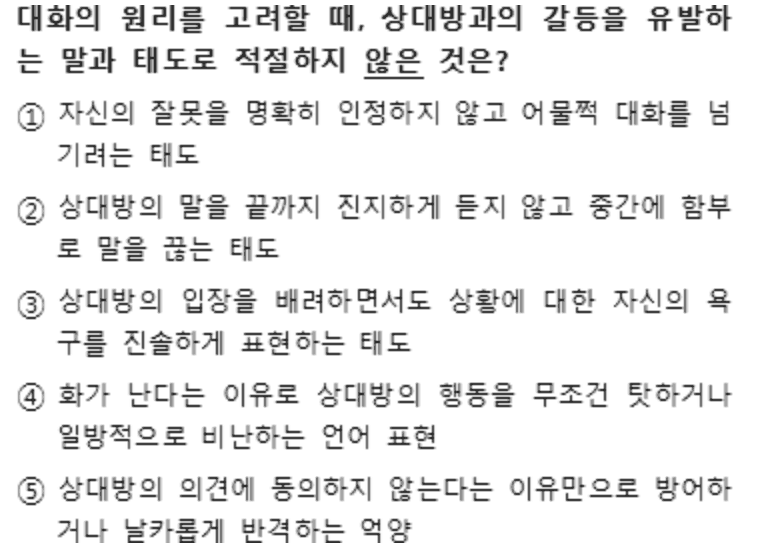 대화의 원리를 고려할 때, 상대방과의 갈등을 유발하
는 말과 태도로 적절하지 않은 것은?
① 자신의 잘못을 명확히 인정하지 않고 어물쩍 대화를 넘
기려는 태도
② 상대방의 말을 끝까지 진지하게 듣지 않고 중간에 함부
로 말을 끊는 태도
③ 상대방의 입장을 배려하면서도 상황에 대한 자신의 욕
구를 진솔하게 표현하는 태도
④ 화가 난다는 이유로 상대방의 행동을 무조건 탓하거나
일방적으로 비난하는 언어 표현
⑤ 상대방의 의견에 동의하지 않는다는 이유만으로 방어하
거나 날카롭게 반격하는 억양